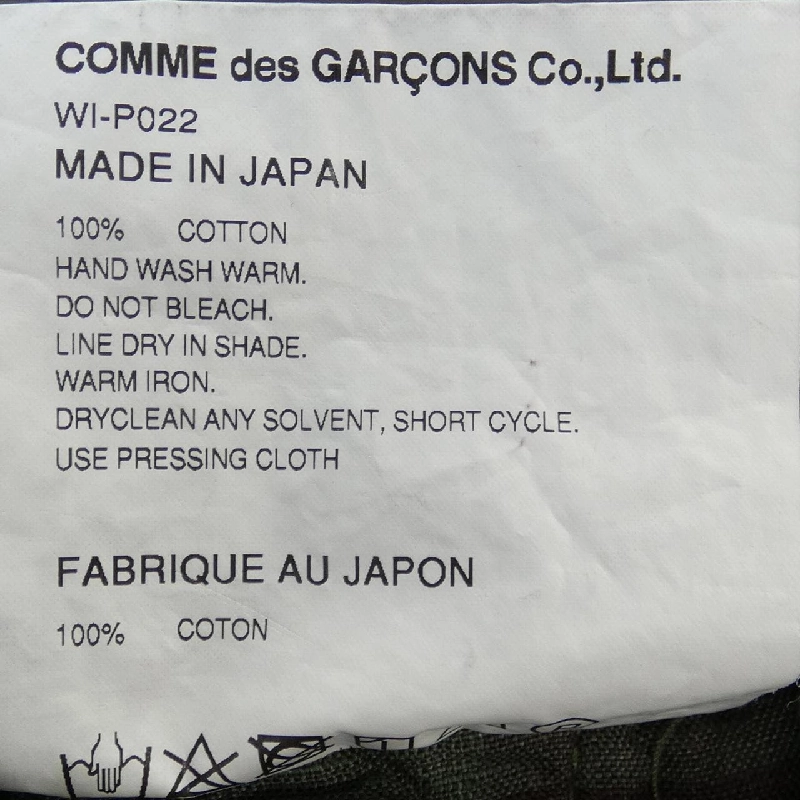 COMME des GARÇONS Co.,Ltd.
WI-P022
MADE IN JAPAN
100% COTTON
HAND WASH WARM.
DO NOT BLEACH.
LINE DRY IN SHADE.
WARM IRON.
DRYCLEAN ANY SOLVENT, SHORT CYCLE.
USE PRESSING CLOTH
FABRIQUE AU JAPON
100% COTON